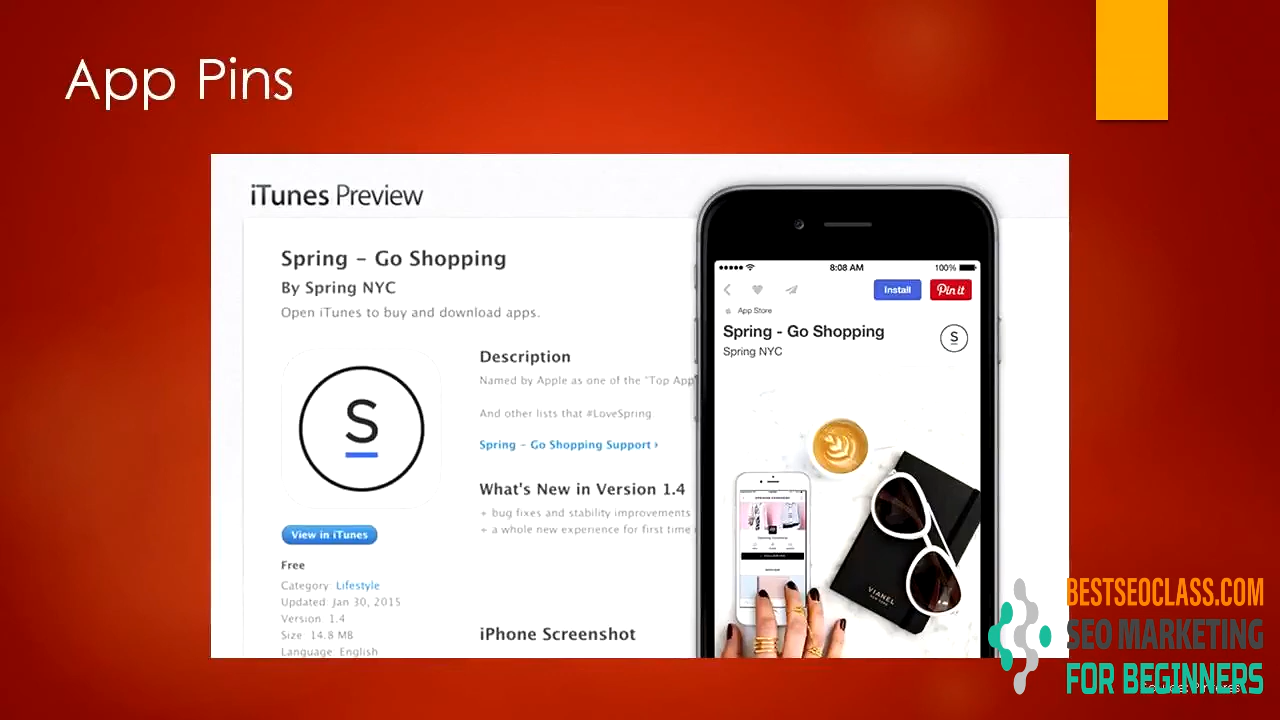 App Pins
iTunes Preview
Spring - Go Shopping
By Spring NYC
Open iTunes to buy and download apps.
S
View in iTunes
Free
Category: Lifestyle
Updated: Jan 30, 2015
Version: 1.4
Size: 14.8 MB
Language: English
Description
Named by Apple as one of the "Top App
And other lists that #LoveSpring
Spring - Go Shopping Support ›
What's New in Version 1.4
+ bug fixes and stability improvements
+ a whole new experience for first time
iPhone Screenshot
8:08 AM
100%
Install
Pin it
App Store
Spring - Go Shopping
Spring NYC
S
VIANEL
NEW YORK
BESTSEOCLASS.COM
SEO MARKETING
FOR BEGINNERS